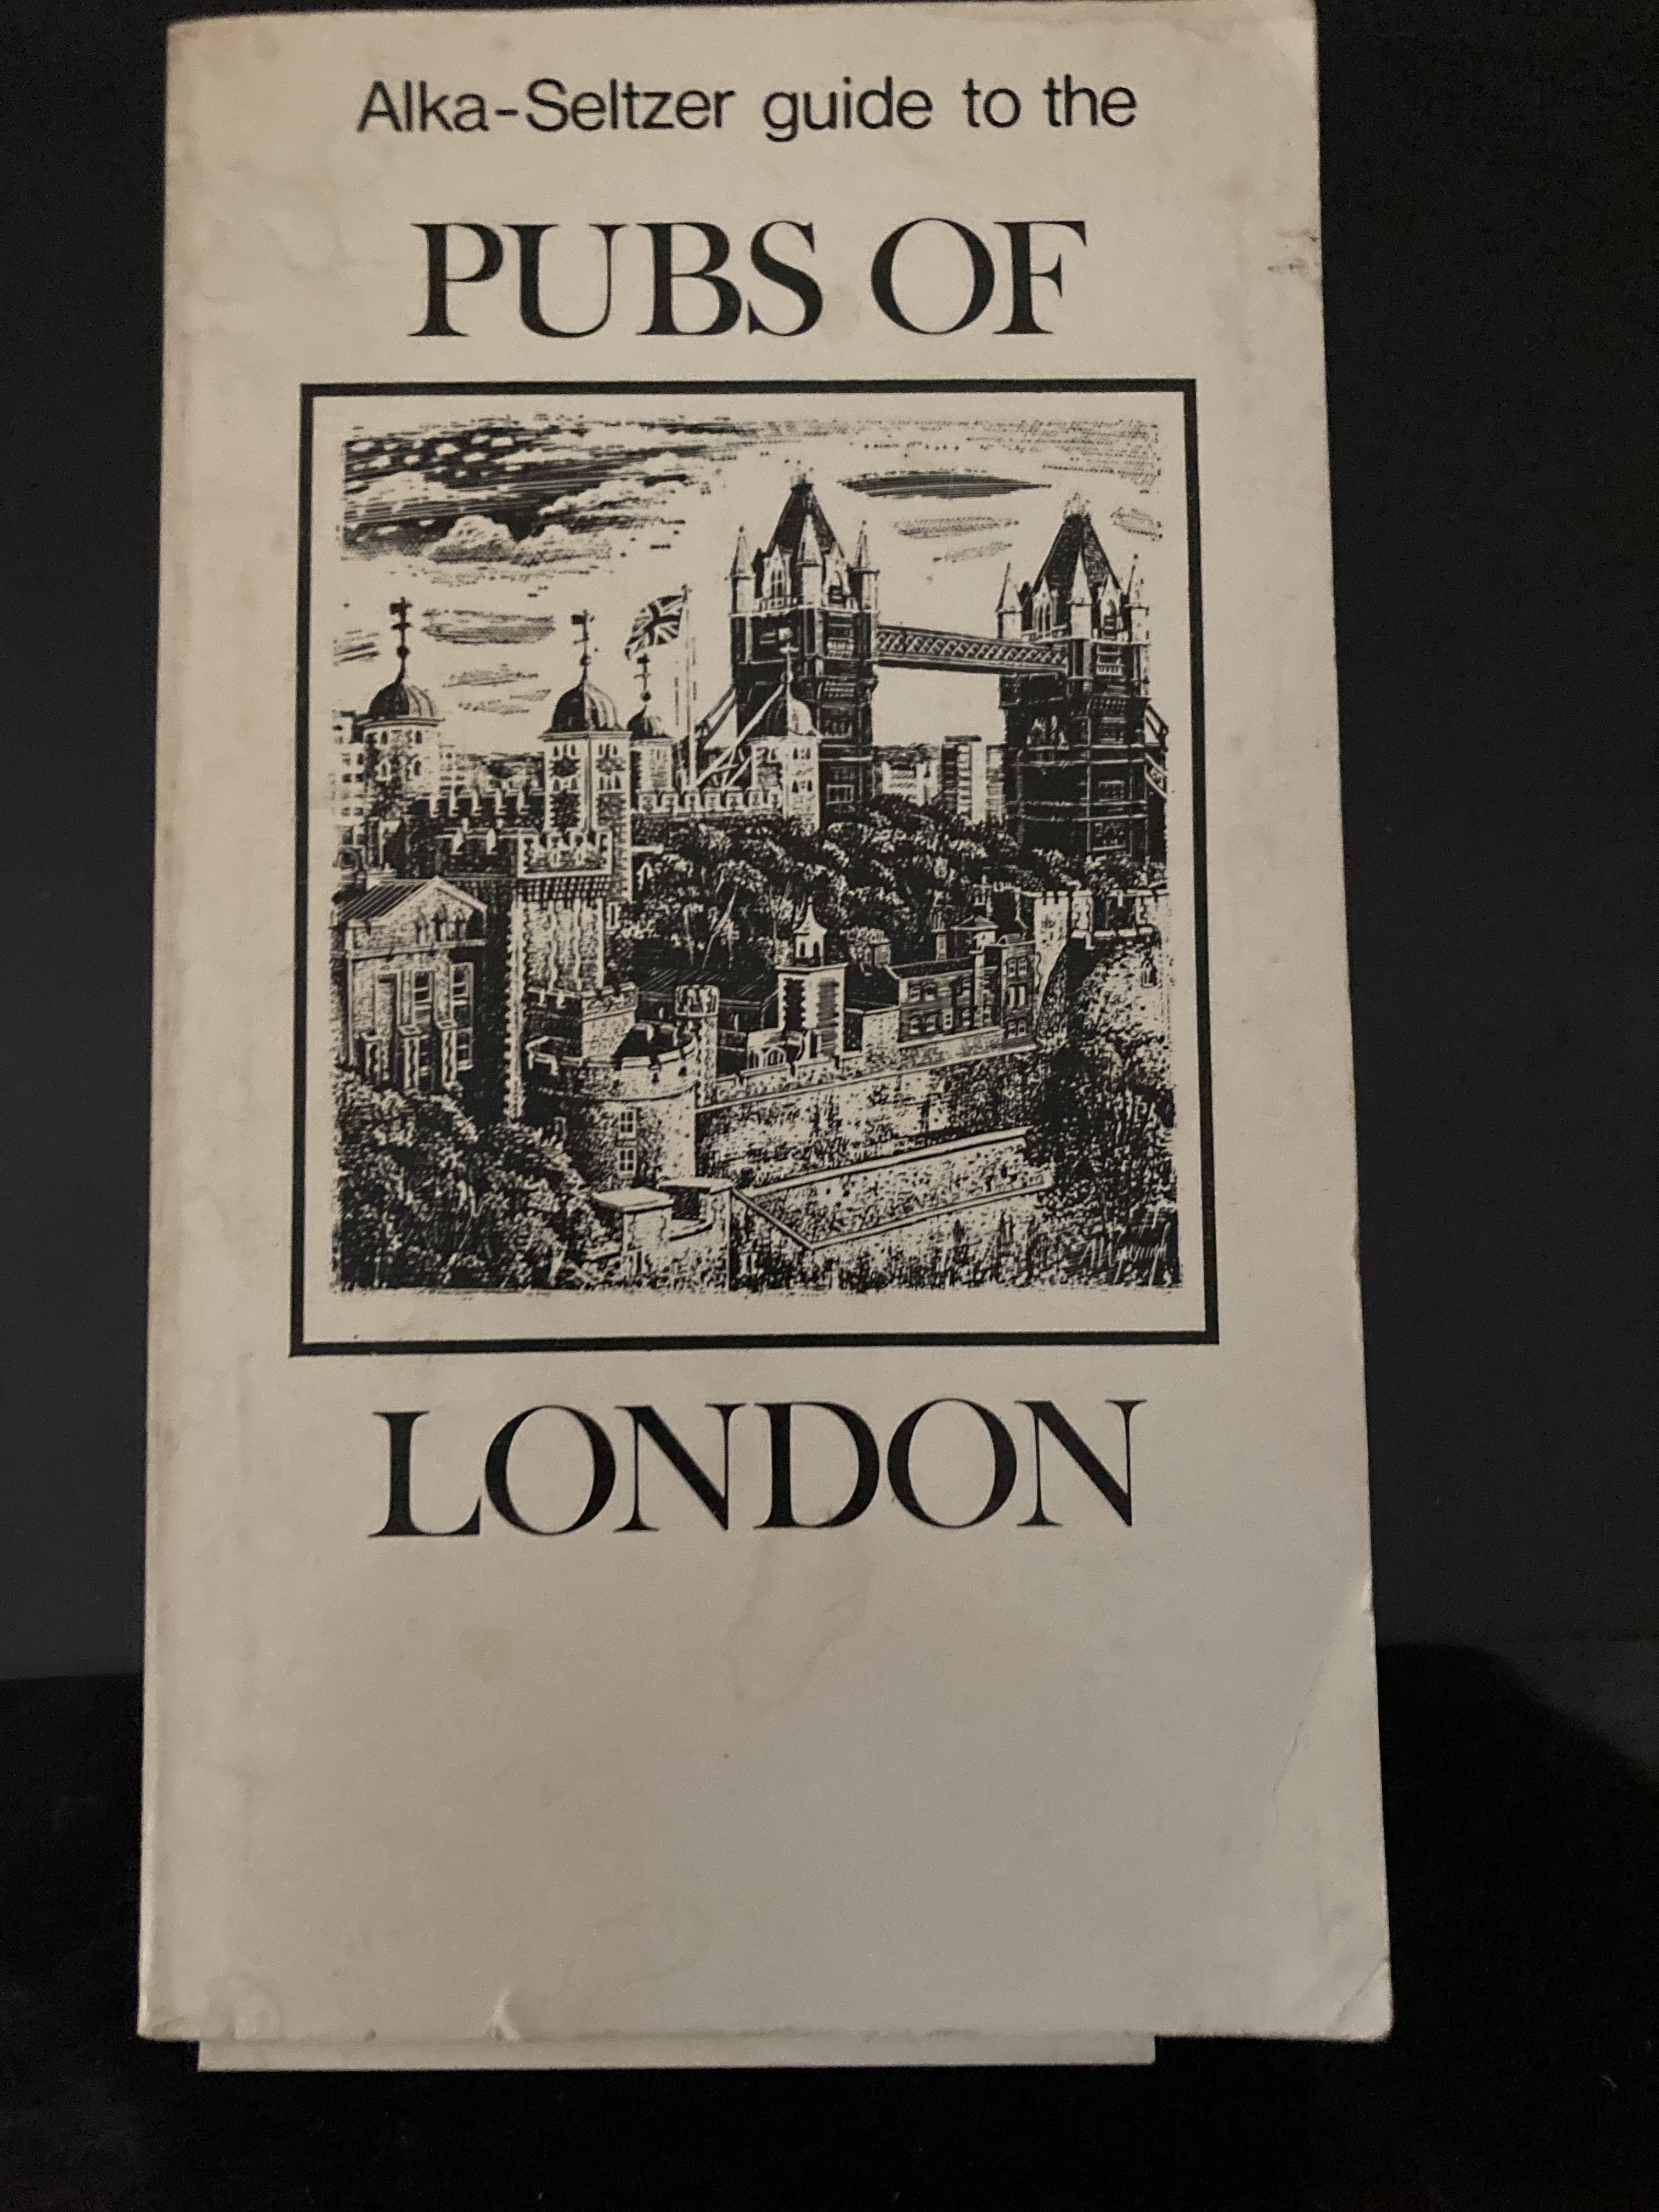 Alka-Seltzer guide to the
PUBS OF
LONDON